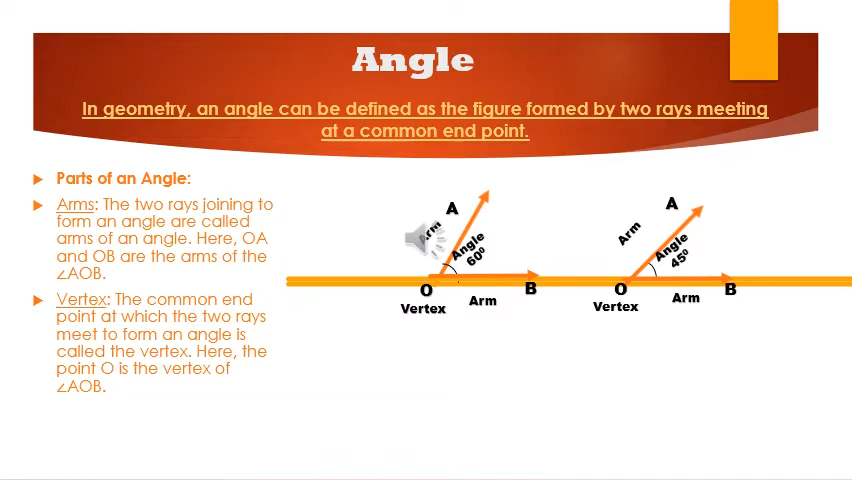 Angle
In geometry, an angle can be defined as the figure formed by two rays meeting
at a common end point.
Parts of an Angle:
Arms: The two rays joining to
form an angle are called
arms of an angle. Here, OA
and OB are the arms of the
∠AOB.
Vertex: The common end
point at which the two rays
meet to form an angle is
called the vertex. Here, the
point O is the vertex of
∠AOB.
A
Arm
Angle
60⁰
O
B
Vertex
Arm
A
Arm
Angle
45⁰
O
B
Vertex
Arm